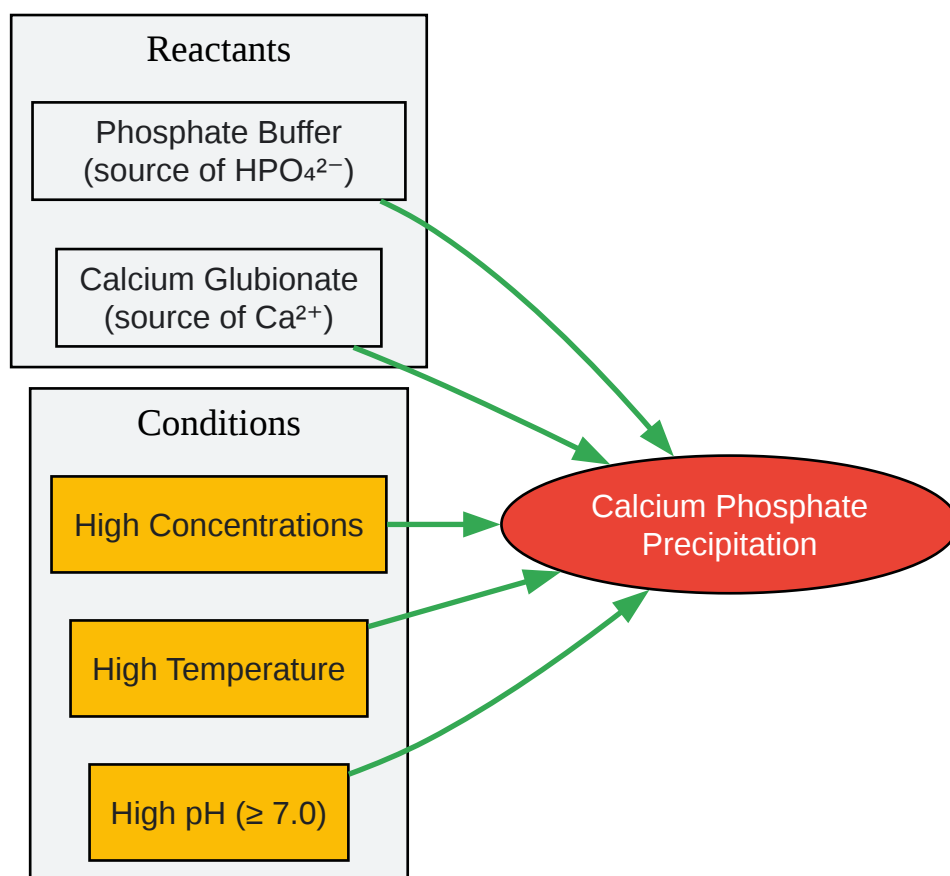 Reactants
Phosphate Buffer
(source of HPO₄²⁻)
Calcium Glubionate
(source of Ca²⁺)
Conditions
High Concentrations
High Temperature
High pH (≥ 7.0)
Calcium Phosphate
Precipitation